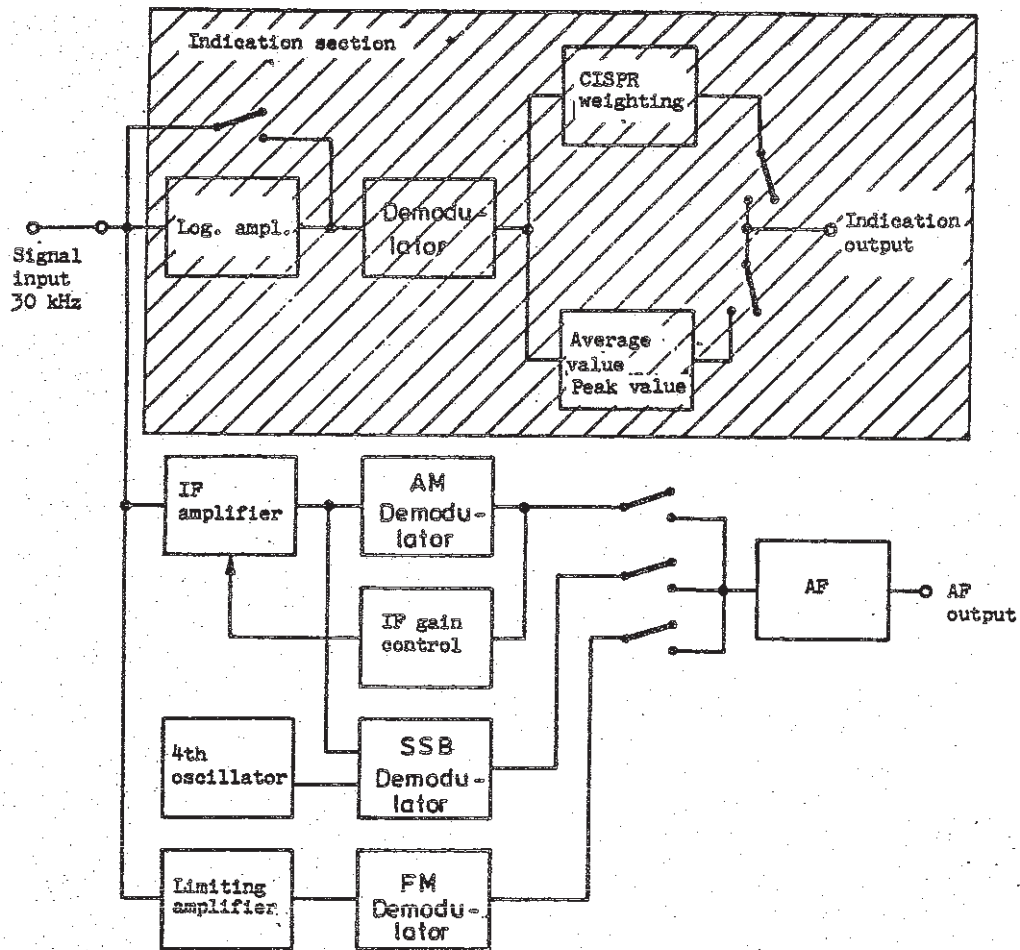 Indication section
CISPR
weighting
Log. ampl.
Demodu-
lator
Signal
input
30 kHz
Indication
output
Average
value
Peak value
IF
amplifier
AM
Demodu-
lator
IF gain
control
AF
AF
output
4th
oscillator
SSB
Demodu-
lator
Limiting
amplifier
FM
Demodu-
lator